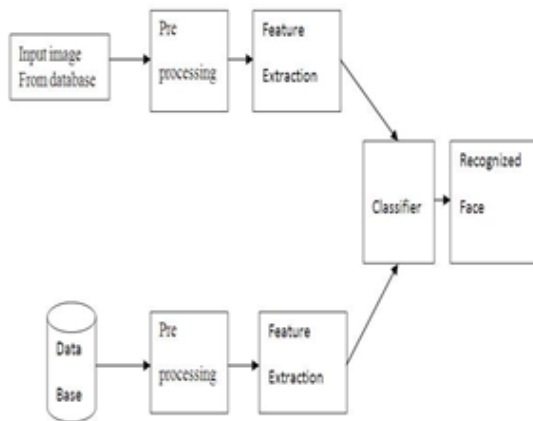 Input image
From database
Pre
processing
Feature
Extraction
Classifier
Recognized
Face
Data
Base
Pre
processing
Feature
Extraction